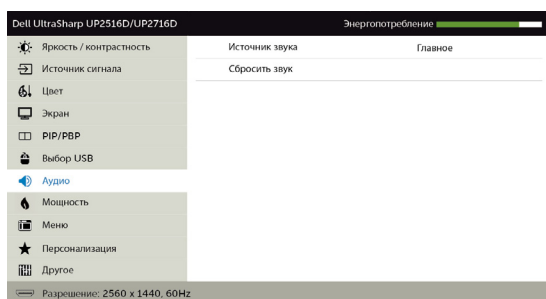 Dell UltraSharp UP2516D/UP2716D Энергопотребление
Яркость / контрастность Источник звука Главное
Источник сигнала Сбросить звук
Цвет
Экран
PIP/PBP
Выбор USB
Аудио
Мощность
Меню
Персонализация
Другое
Разрешение: 2560 x 1440, 60Hz